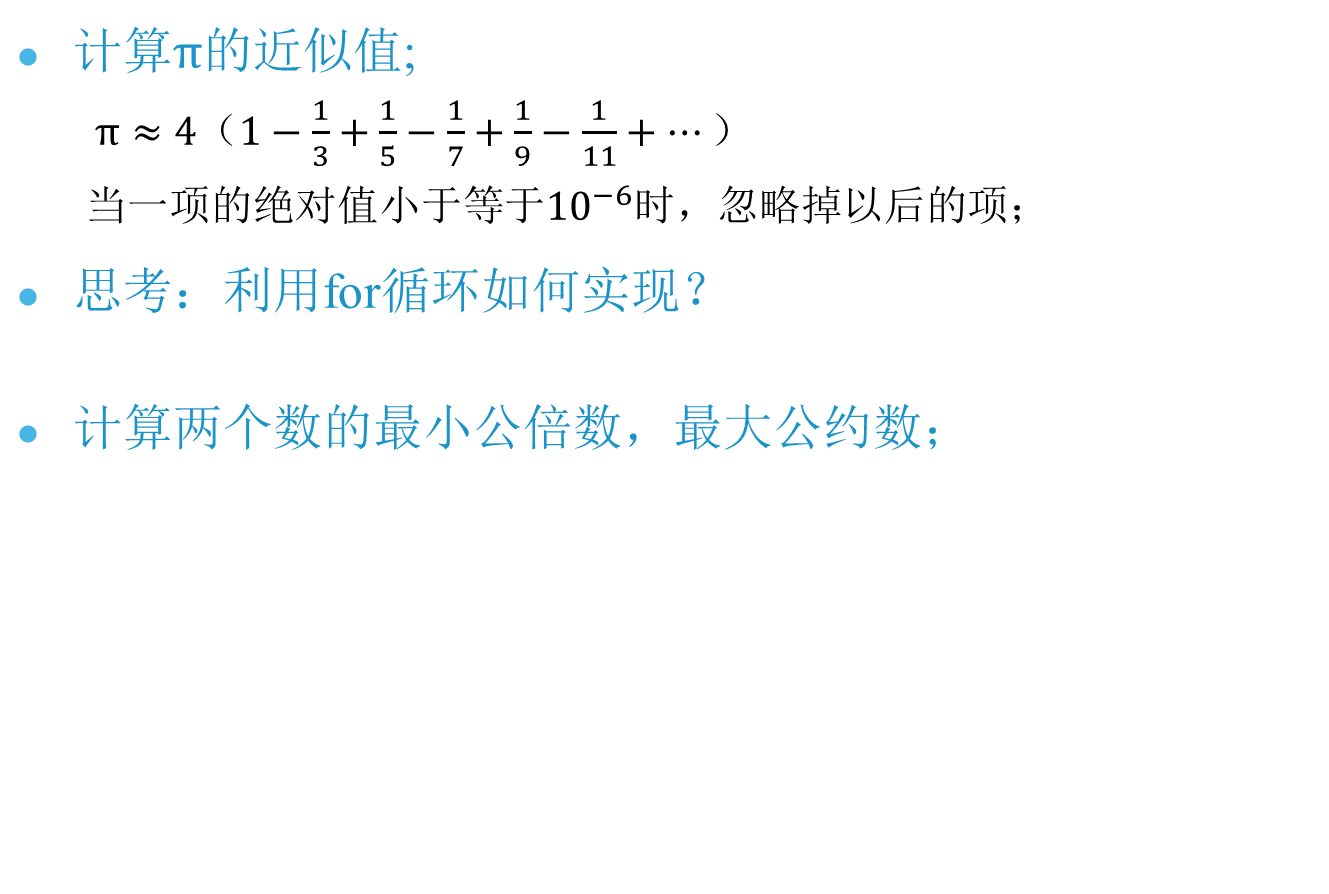 • 计算π的近似值;
π ≈ 4（1 − 1/3 + 1/5 − 1/7 + 1/9 − 1/11 + ⋯）
当一项的绝对值小于等于10⁻⁶时，忽略掉以后的项；
• 思考：利用for循环如何实现？
• 计算两个数的最小公倍数，最大公约数；